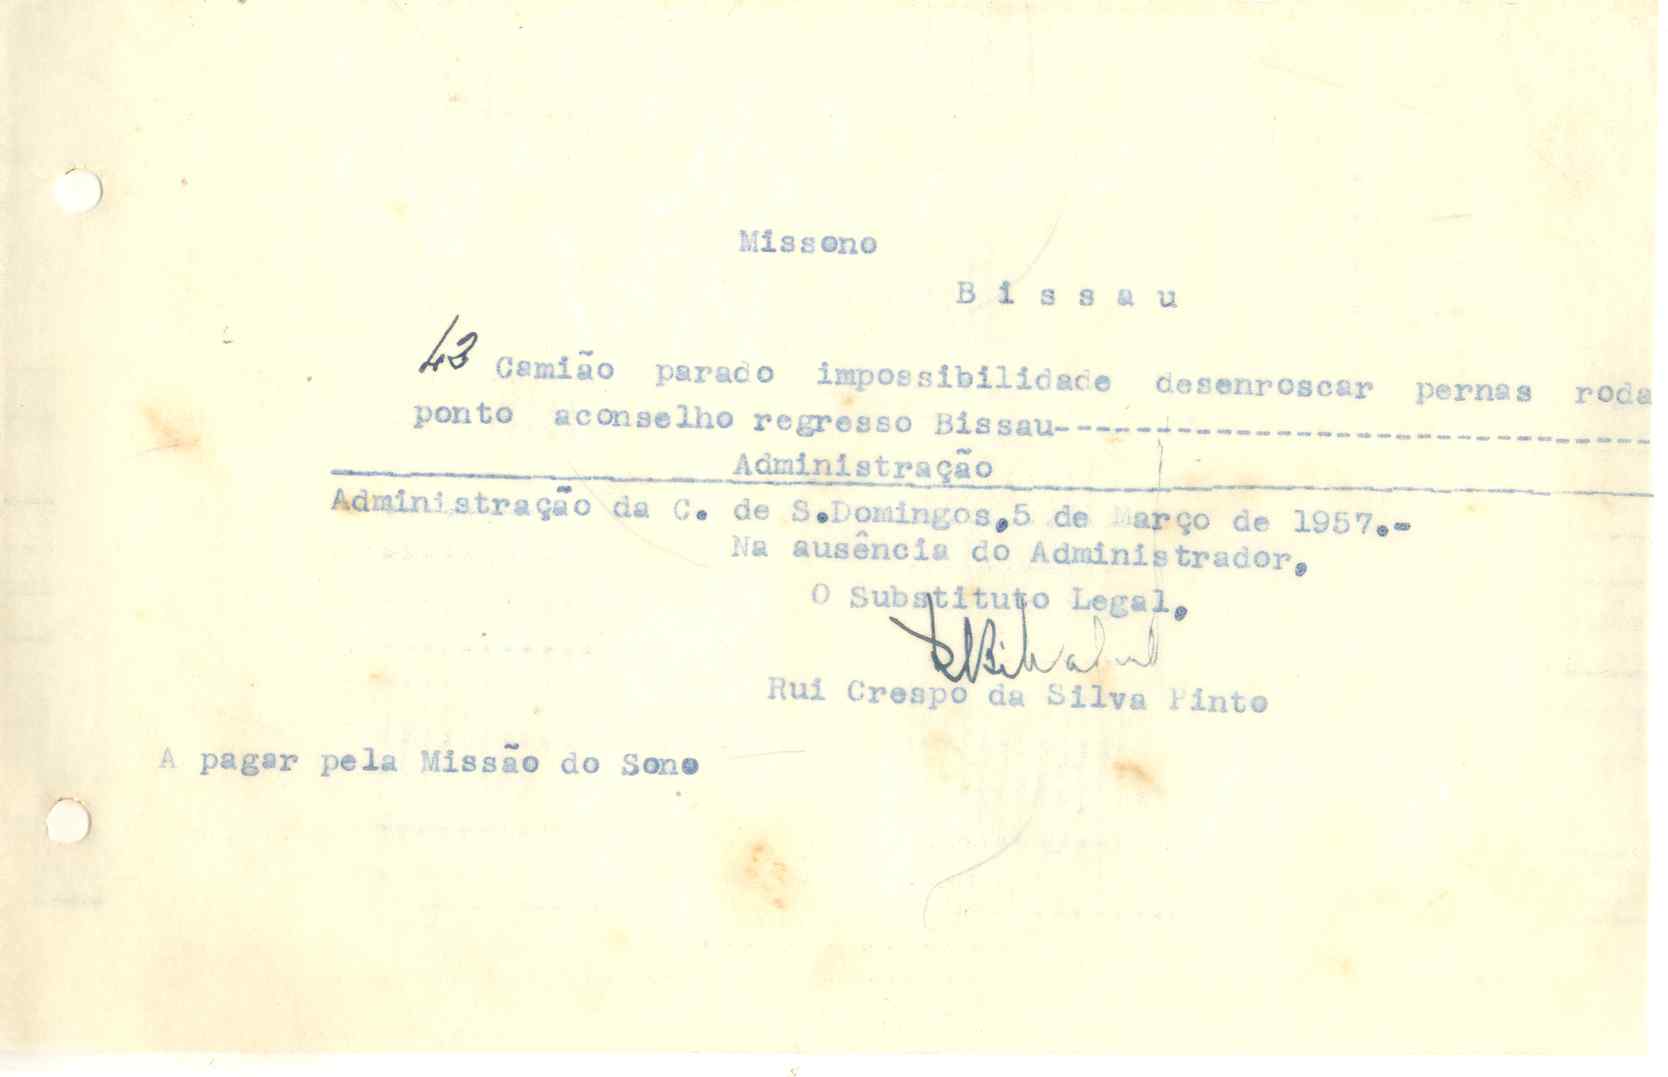 Missono
B i s s a u
43 Camião parado impossibilidade desenroscar pernas roda
ponto aconselho regresso Bissau------------------------------
Administração
Administração da C. de S.Domingos,5 de Março de 1957.-
Na ausência do Administrador,
O Substituto Legal,
Rui Crespo da Silva Pinto
A pagar pela Missão do Sono